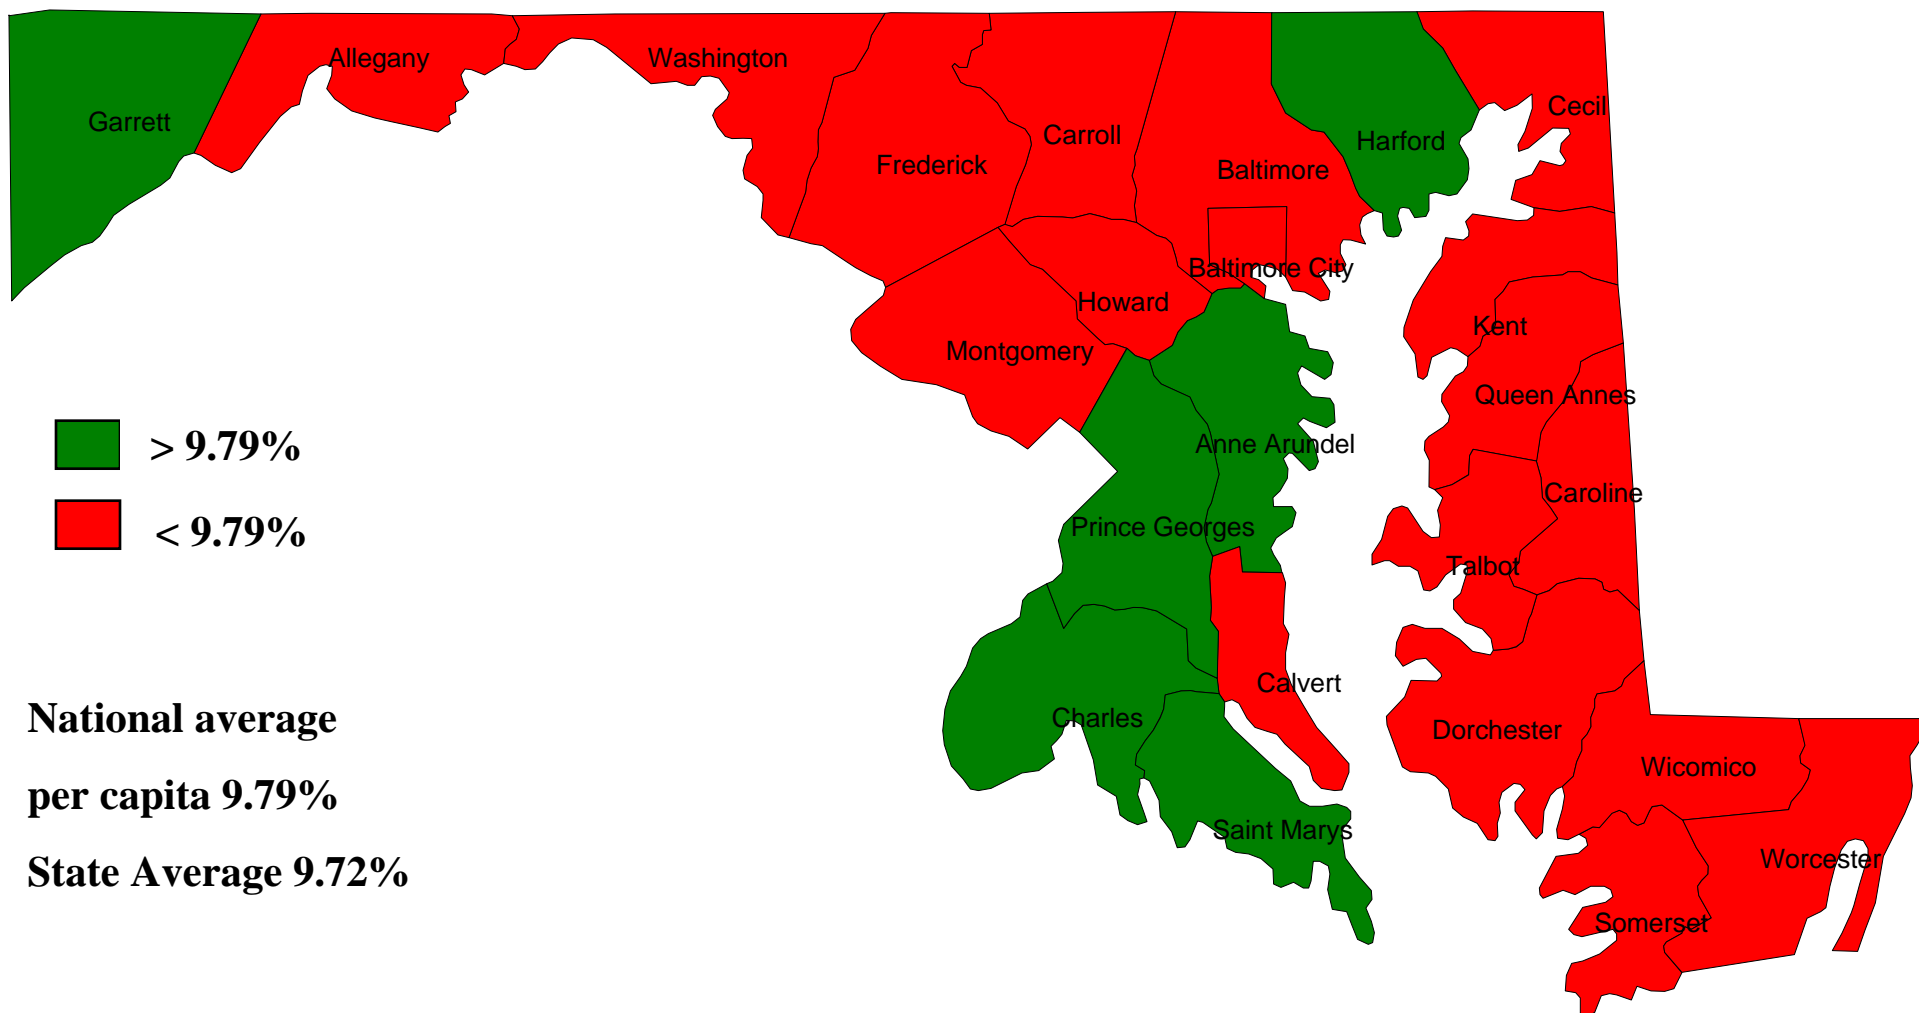 Allegany
Washington
Garrett
Cecil
Carroll
Harford
Frederick
Baltimore
Baltimore City
Howard
Kent
Montgomery
Queen Annes
> 9.79%
Anne Arundel
Caroline
< 9.79%
Prince Georges
Talbot
Calvert
National average
Charles
Dorchester
Wicomico
per capita 9.79%
Saint Marys
Worcester
State Average 9.72%
Somerset